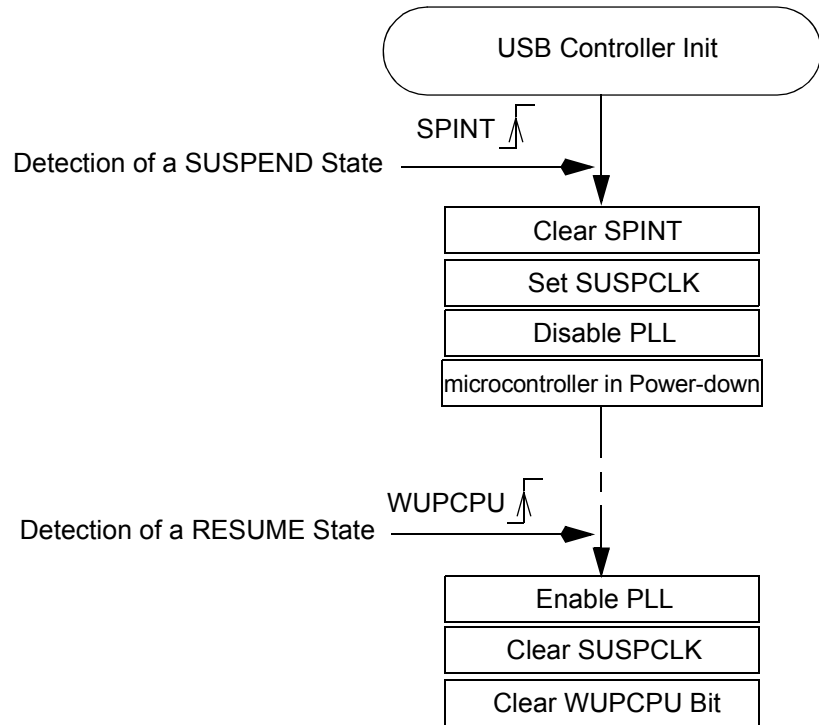 USB Controller Init
SPINT
Detection of a SUSPEND State
Clear SPINT
Set SUSPCLK
Disable PLL
microcontroller in Power-down
WUPCPU
Detection of a RESUME State
Enable PLL
Clear SUSPCLK
Clear WUPCPU Bit